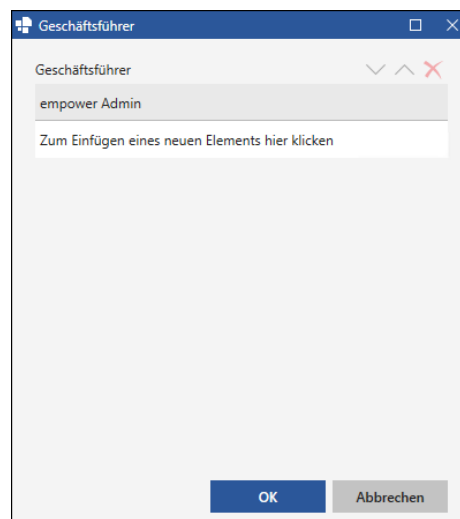 Geschäftsführer
Geschäftsführer
empower Admin
Zum Einfügen eines neuen Elements hier klicken
OK
Abbrechen